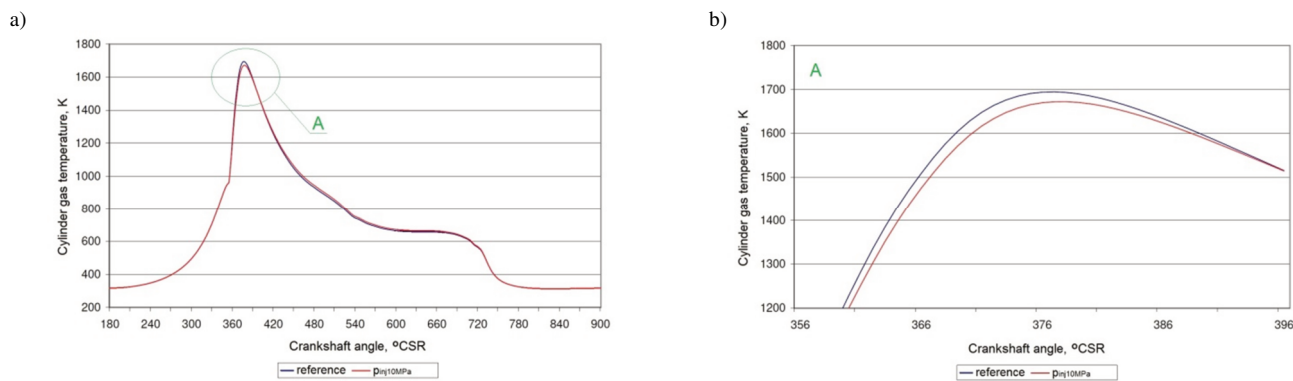 a)
1800
1600
1400
1200
1000
800
600
400
200
180 240 300 360 420 480 540 600 660 720 780 840 900
Cylinder gas temperature, K
Crankshaft angle, ºCSR
reference pinj10MPa
A
b)
1800
1700
1600
1500
1400
1300
1200
356 366 376 386 396
Cylinder gas temperature, K
Crankshaft angle, ºCSR
reference pinj10MPa
A